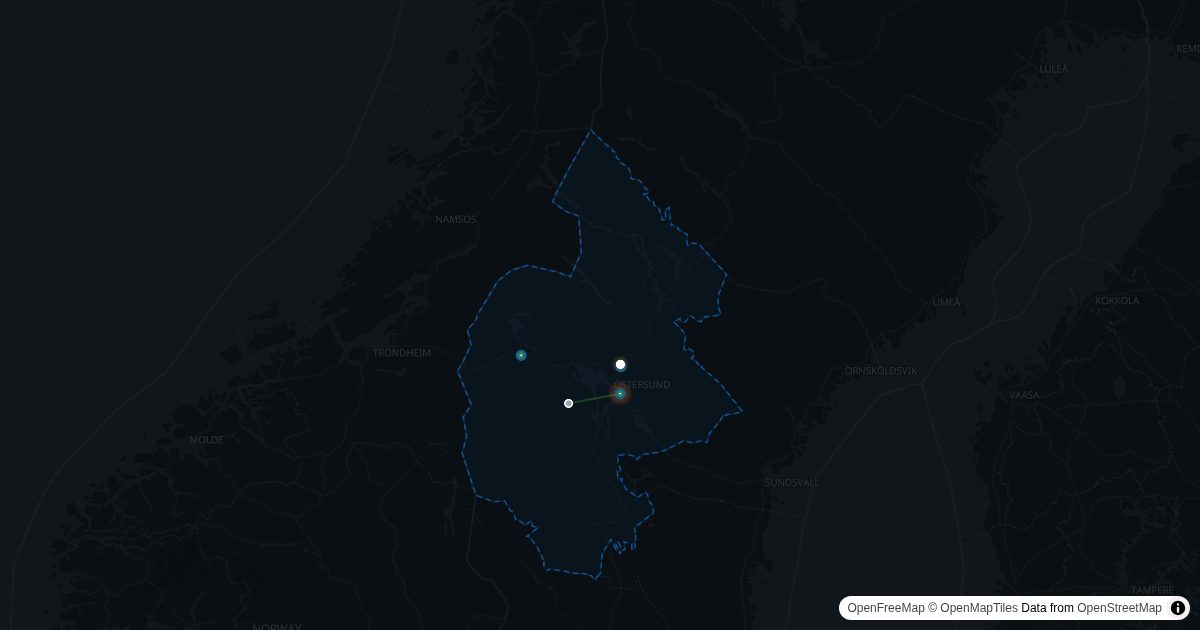 KEMI
LULEÅ
NAMSOS
UMEÅ
KOKKOLA
TRONDHEIM
ÖRNSKÖLDSVIK
ÖSTERSUND
VAASA
MOLDE
SUNDSVALL
TAMPERE
OpenFreeMap © OpenMapTiles Data from OpenStreetMap
NORWAY